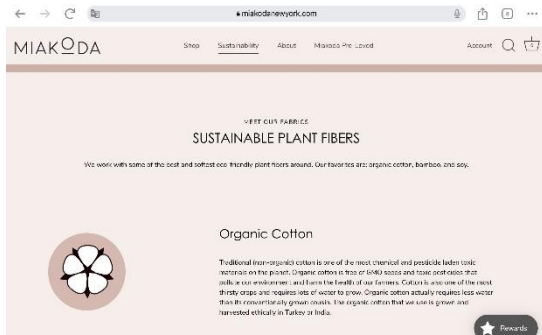 miakodanewyork.com
MIAKODA
Shop Sustainability About Miakoda Pre-Loved Account
MEET OUR FABRICS
SUSTAINABLE PLANT FIBERS
We work with some of the best and softest eco-friendly plant fibers around. Our favorites are: organic cotton, bamboo, and soy.
Organic Cotton
Traditional (non-organic) cotton is one of the most chemical and pesticide laden toxic
materials on the planet. Organic cotton is free of GMO seeds and toxic pesticides that
pollute our environment and harm the health of our farmers. Cotton is also one of the most
thirsty crops and requires lots of water to grow. Organic cotton actually requires less water
than its conventionally grown cousin. The organic cotton that we use is grown and
harvested ethically in Turkey or India.
Rewards